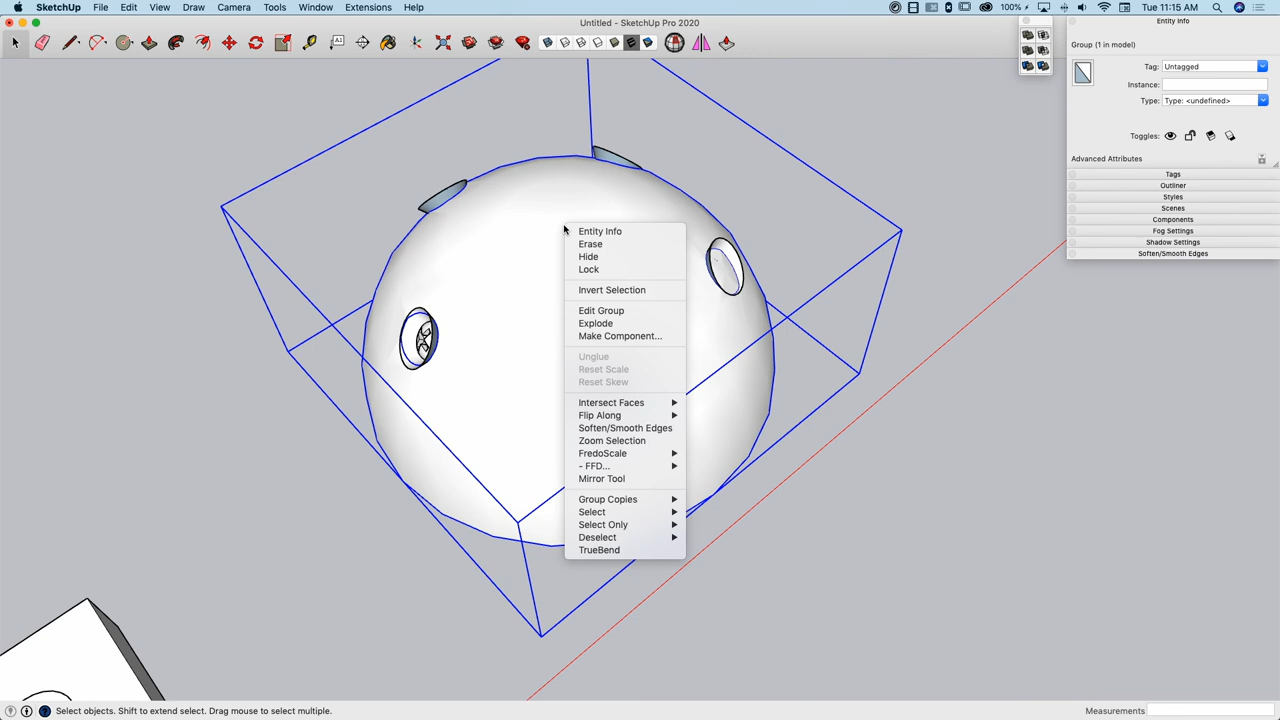 SketchUp File Edit View Draw Camera Tools Window Extensions Help 100% Tue 11:15 AM
Untitled - SketchUp Pro 2020
Entity Info
Group (1 in model)
Tag: Untagged
Instance:
Type: Type: <undefined>
Toggles:
Advanced Attributes
Tags
Outliner
Styles
Scenes
Components
Fog Settings
Shadow Settings
Soften/Smooth Edges
Entity Info
Erase
Hide
Lock
Invert Selection
Edit Group
Explode
Make Component...
Unglue
Reset Scale
Reset Skew
Intersect Faces
Flip Along
Soften/Smooth Edges
Zoom Selection
FredoScale
- FFD...
Mirror Tool
Group Copies
Select
Select Only
Deselect
TrueBend
Select objects. Shift to extend select. Drag mouse to select multiple.
Measurements